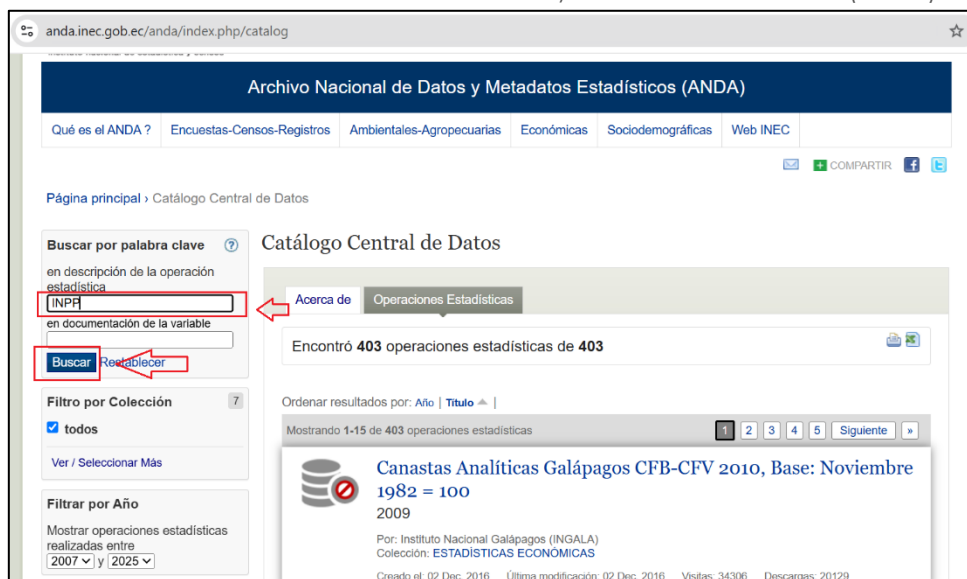 anda.inec.gob.ec/anda/index.php/catalog
Archivo Nacional de Datos y Metadatos Estadísticos (ANDA)
Qué es el ANDA ? Encuestas-Censos-Registros Ambientales-Agropecuarias Económicas Sociodemográficas Web INEC
COMPARTIR
Página principal › Catálogo Central de Datos
Buscar por palabra clave ?
en descripción de la operación
estadística
INPP
en documentación de la variable
Buscar Restablecer
Filtro por Colección 7
todos
Ver / Seleccionar Más
Filtrar por Año
Mostrar operaciones estadísticas
realizadas entre
2007 y 2025
Catálogo Central de Datos
Acerca de Operaciones Estadísticas
Encontró 403 operaciones estadísticas de 403
Ordenar resultados por: Año | Título |
Mostrando 1-15 de 403 operaciones estadísticas 1 2 3 4 5 Siguiente »
Canastas Analíticas Galápagos CFB-CFV 2010, Base: Noviembre
1982 = 100
2009
Por: Instituto Nacional Galápagos (INGALA)
Colección: ESTADÍSTICAS ECONÓMICAS
Creado el: 02 Dec, 2016 Última modificación: 02 Dec, 2016 Visitas: 34306 Descargas: 20129